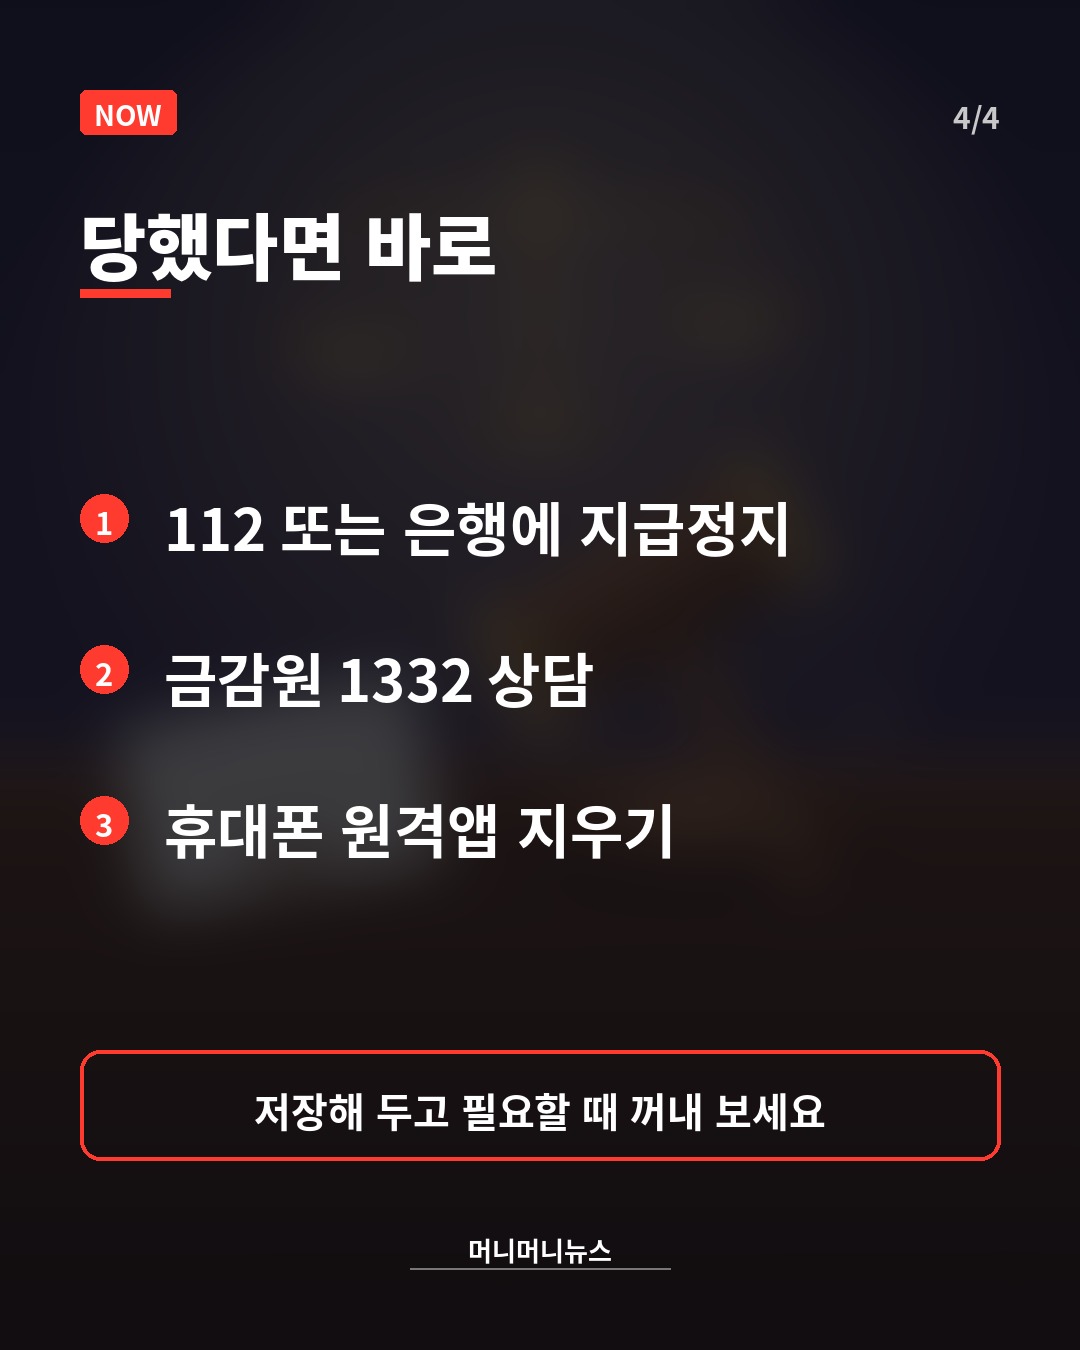 NOW
4/4
당했다면 바로
1 112 또는 은행에 지급정지
2 금감원 1332 상담
3 휴대폰 원격앱 지우기
저장해 두고 필요할 때 꺼내 보세요
머니머니뉴스